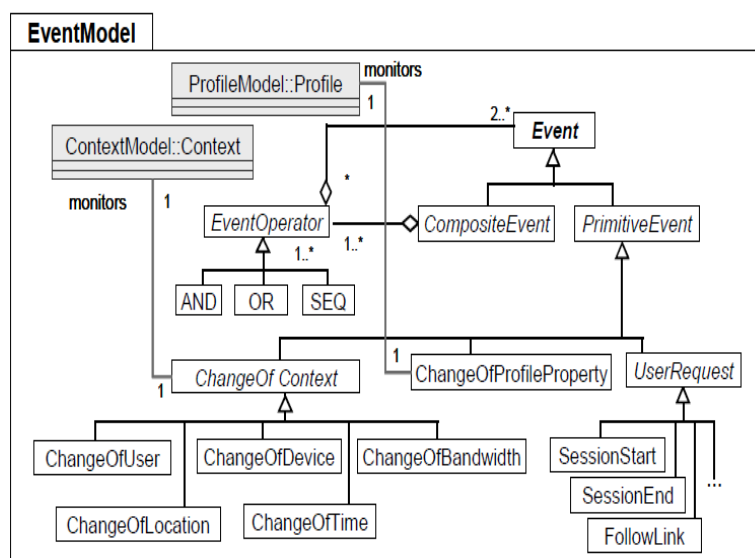 EventModel
ProfileModel::Profile
monitors
1
2..*
Event
ContextModel::Context
monitors
1
*
EventOperator
1..*
1..*
CompositeEvent
PrimitiveEvent
AND
OR
SEQ
1
ChangeOf Context
1
ChangeOfProfileProperty
UserRequest
ChangeOfUser
ChangeOfDevice
ChangeOfBandwidth
SessionStart
...
SessionEnd
ChangeOfLocation
ChangeOfTime
FollowLink